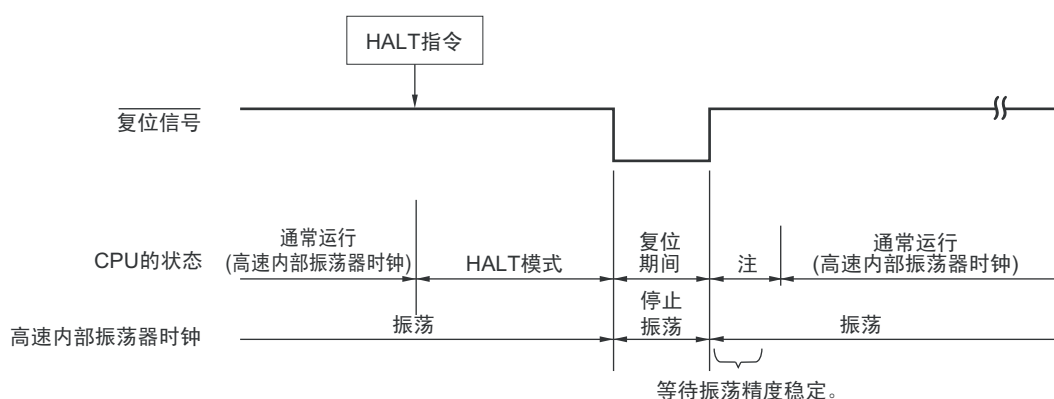 HALT指令
复位信号
CPU的状态
通常运行
(高速内部振荡器时钟)
HALT模式
复位
期间
注
通常运行
(高速内部振荡器时钟)
高速内部振荡器时钟
振荡
停止
振荡
振荡
等待振荡精度稳定。